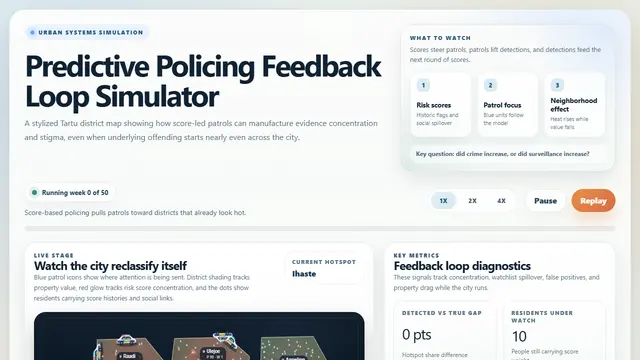 URBAN SYSTEMS SIMULATION
Predictive Policing Feedback
Loop Simulator
A stylized Tartu district map showing how score-led patrols can manufacture evidence concentration
and stigma, even when underlying offending starts nearly even across the city.
WHAT TO WATCH
Scores steer patrols, patrols lift detections, and detections feed the
next round of scores.
1
Risk scores
Historic flags and
social spillover
2
Patrol focus
Blue units follow
the model
3
Neighborhood
effect
Heat rises while
value falls
Key question: did crime increase, or did surveillance increase?
Running week 0 of 50
Score-based policing pulls patrols toward districts that already look hot.
1X
2X
4X
Pause
Replay
LIVE STAGE
Watch the city reclassify itself
Blue patrol icons show where attention is being sent. District shading tracks
property value, red glow tracks risk score concentration, and the dots show
residents carrying score histories and social links.
CURRENT HOTSPOT
Ihaste
Raadi
Ülejõe
KEY METRICS
Feedback loop diagnostics
These signals track concentration, watchlist spillover, false positives, and
property drag while the city runs.
DETECTED VS TRUE GAP
0 pts
Hotspot share difference
RESIDENTS UNDER
WATCH
10
People still carrying score